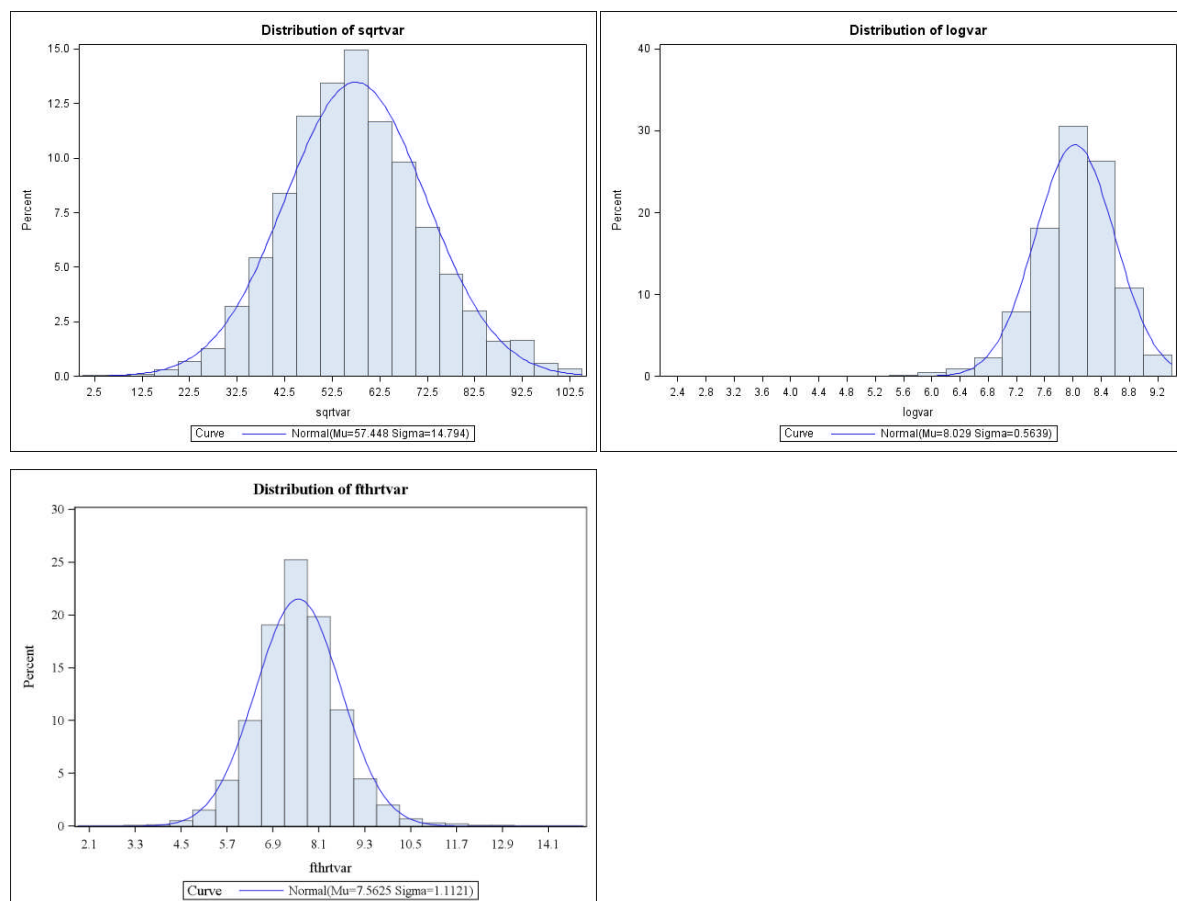 Distribution of sqrtvar
15.0
12.5
10.0
7.5
5.0
2.5
0.0
Percent
2.5 12.5 22.5 32.5 42.5 52.5 62.5 72.5 82.5 92.5 102.5
sqrtvar
Curve Normal(Mu=57.448 Sigma=14.794)
Distribution of logvar
40
30
20
10
0
Percent
2.4 2.8 3.2 3.6 4.0 4.4 4.8 5.2 5.6 6.0 6.4 6.8 7.2 7.6 8.0 8.4 8.8 9.2
logvar
Curve Normal(Mu=8.029 Sigma=0.5639)
Distribution of fthrtvar
30
25
20
15
10
5
0
Percent
2.1 3.3 4.5 5.7 6.9 8.1 9.3 10.5 11.7 12.9 14.1
fthrtvar
Curve Normal(Mu=7.5625 Sigma=1.1121)